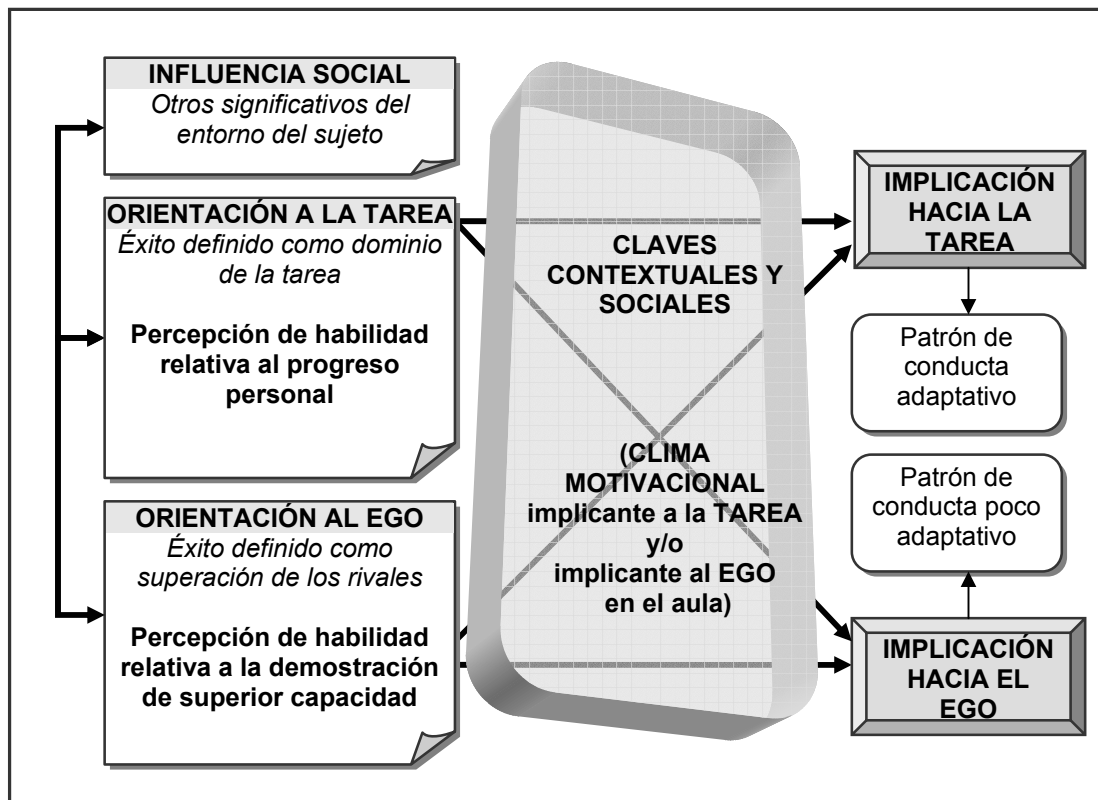 INFLUENCIA SOCIAL
Otros significativos del
entorno del sujeto
ORIENTACIÓN A LA TAREA
Éxito definido como dominio
de la tarea
Percepción de habilidad
relativa al progreso
personal
ORIENTACIÓN AL EGO
Éxito definido como
superación de los rivales
Percepción de habilidad
relativa a la demostración
de superior capacidad
CLAVES
CONTEXTUALES Y
SOCIALES
(CLIMA
MOTIVACIONAL
implicante a la TAREA
y/o
implicante al EGO
en el aula)
IMPLICACIÓN
HACIA LA
TAREA
Patrón de
conducta
adaptativo
Patrón de
conducta poco
adaptativo
IMPLICACIÓN
HACIA EL
EGO